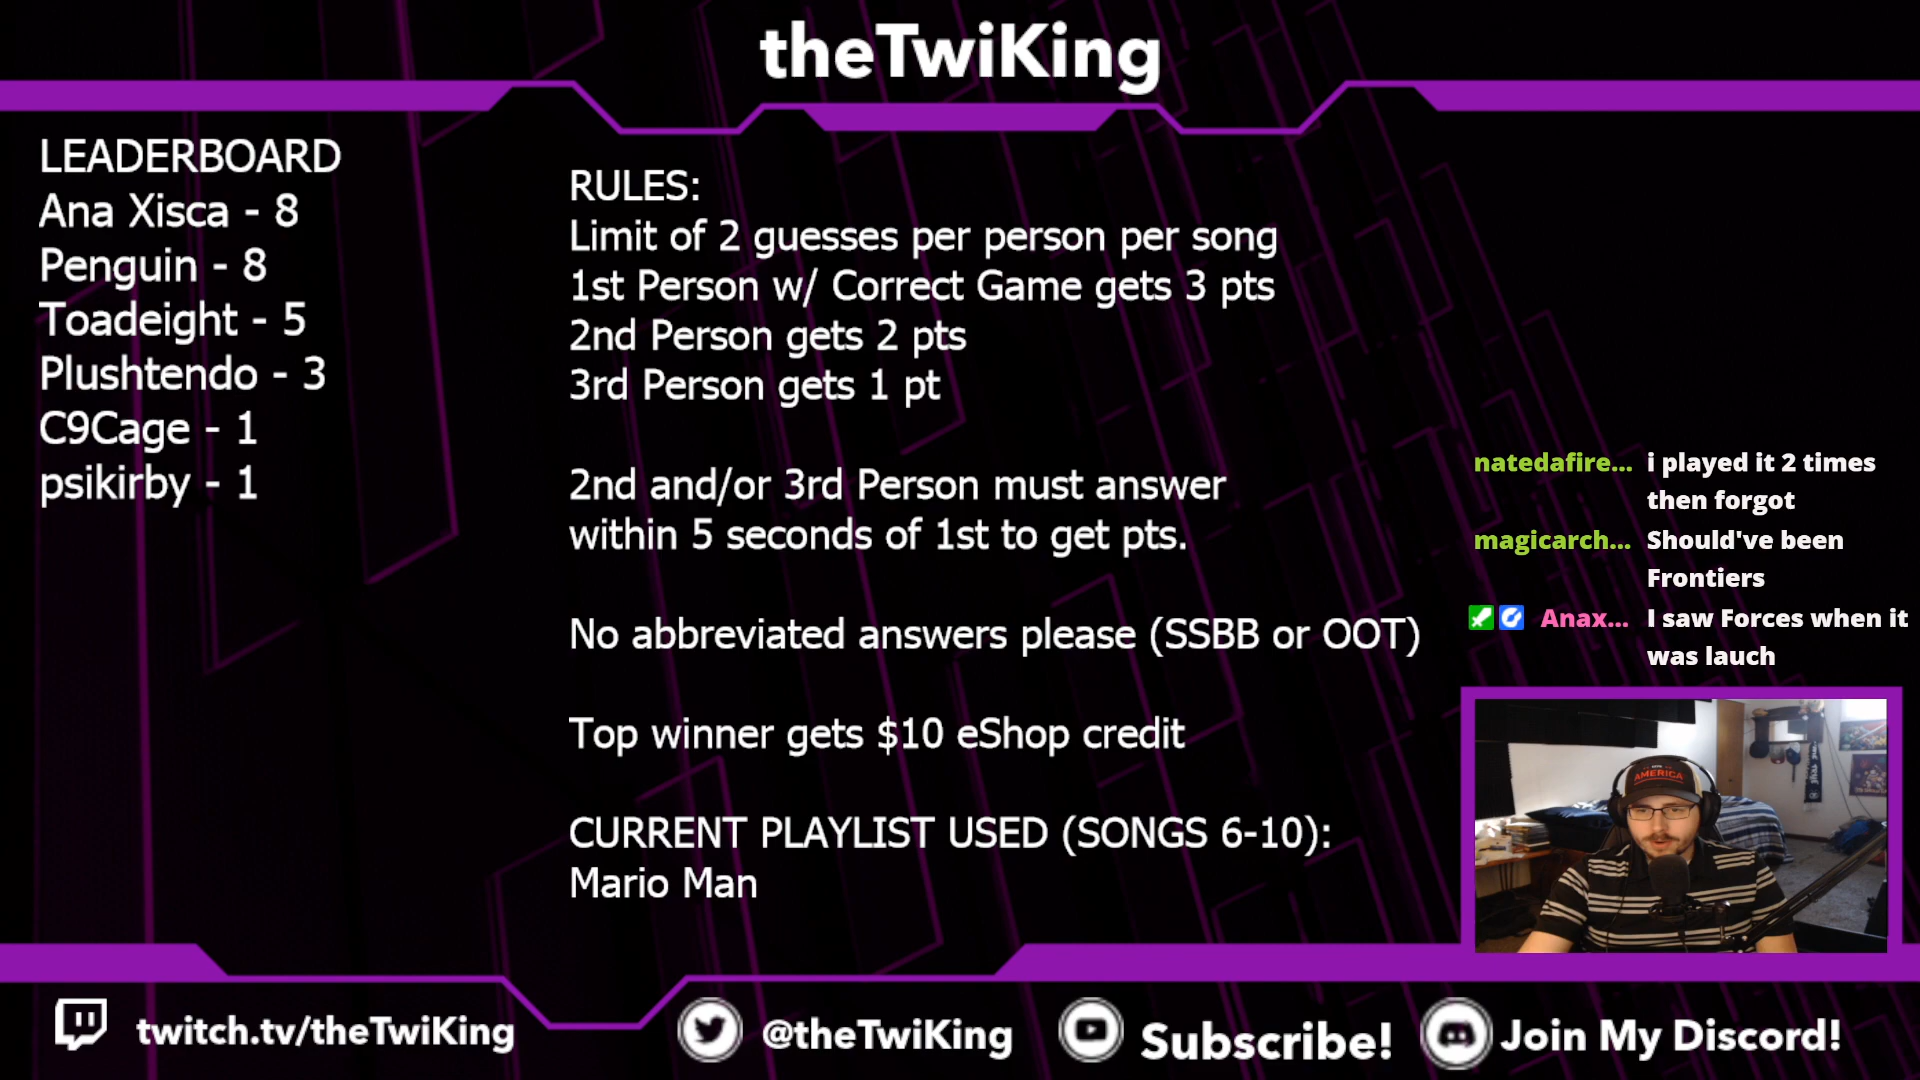 theTwiKing
LEADERBOARD
Ana Xisca - 8
Penguin - 8
Toadeight - 5
Plushtendo - 3
C9Cage - 1
psikirby - 1
RULES:
Limit of 2 guesses per person per song
1st Person w/ Correct Game gets 3 pts
2nd Person gets 2 pts
3rd Person gets 1 pt
2nd and/or 3rd Person must answer
within 5 seconds of 1st to get pts.
No abbreviated answers please (SSBB or OOT)
Top winner gets $10 eShop credit
CURRENT PLAYLIST USED (SONGS 6-10):
Mario Man
natedafire... i played it 2 times
then forgot
magicarch... Should've been
Frontiers
Anax... I saw Forces when it
was lauch
AMERICA
twitch.tv/theTwiKing
@theTwiKing
Subscribe!
Join My Discord!